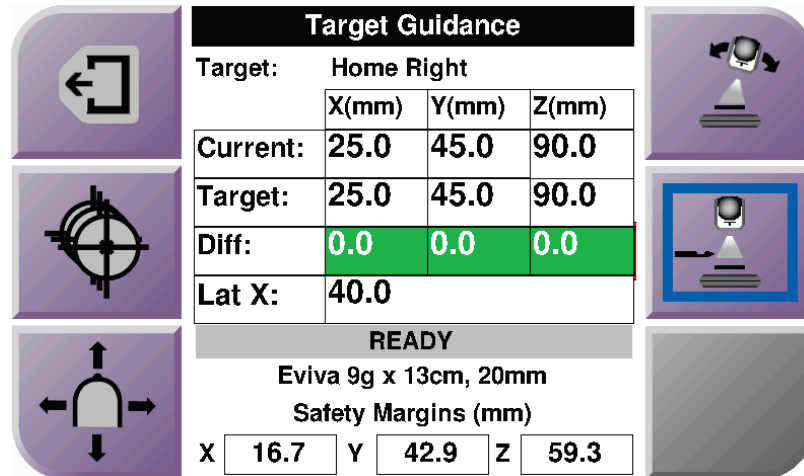 Target Guidance
Target: Home Right
X(mm) Y(mm) Z(mm)
Current: 25.0 45.0 90.0
Target: 25.0 45.0 90.0
Diff: 0.0 0.0 0.0
Lat X: 40.0
READY
Eviva 9g x 13cm, 20mm
Safety Margins (mm)
X 16.7 Y 42.9 Z 59.3